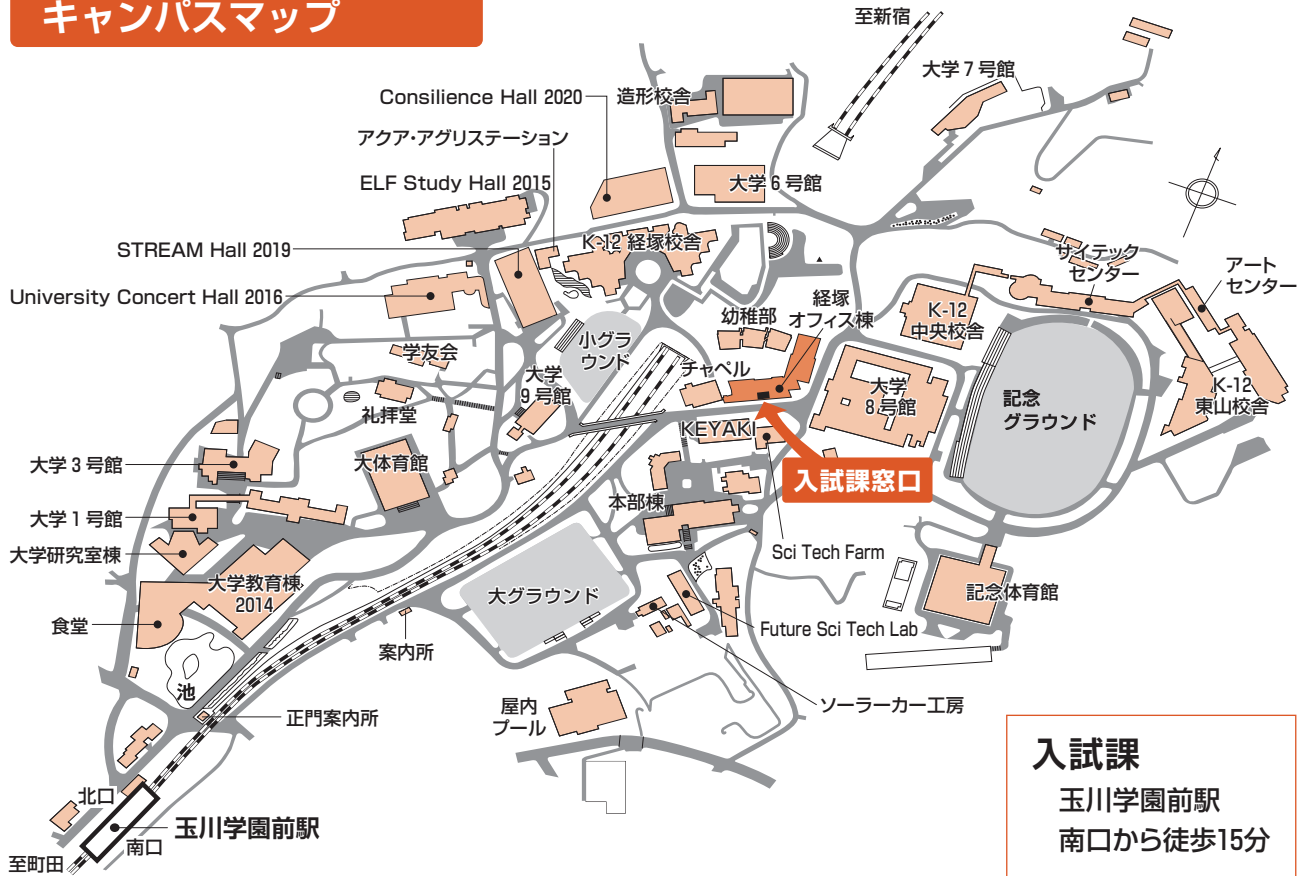 キャンパスマップ
至新宿
大学7号館
Consilience Hall 2020
造形校舎
アクア・アグリステーション
ELF Study Hall 2015
大学6号館
STREAM Hall 2019
K-12 経塚校舎
University Concert Hall 2016
サイテック
センター
アート
センター
経塚
オフィス棟
幼稚部
K-12
中央校舎
小グラ
ウンド
学友会
チャペル
大学
9号館
大学
8号館
K-12
東山校舎
記念
グラウンド
礼拝堂
KEYAKI
大学3号館
大体育館
入試課窓口
本部棟
大学1号館
Sci Tech Farm
大学研究室棟
大学教育棟
2014
大グラウンド
記念体育館
食堂
Future Sci Tech Lab
案内所
池
正門案内所
屋内
プール
ソーラーカー工房
北口
玉川学園前駅
南口
至町田
入試課
玉川学園前駅
南口から徒歩15分